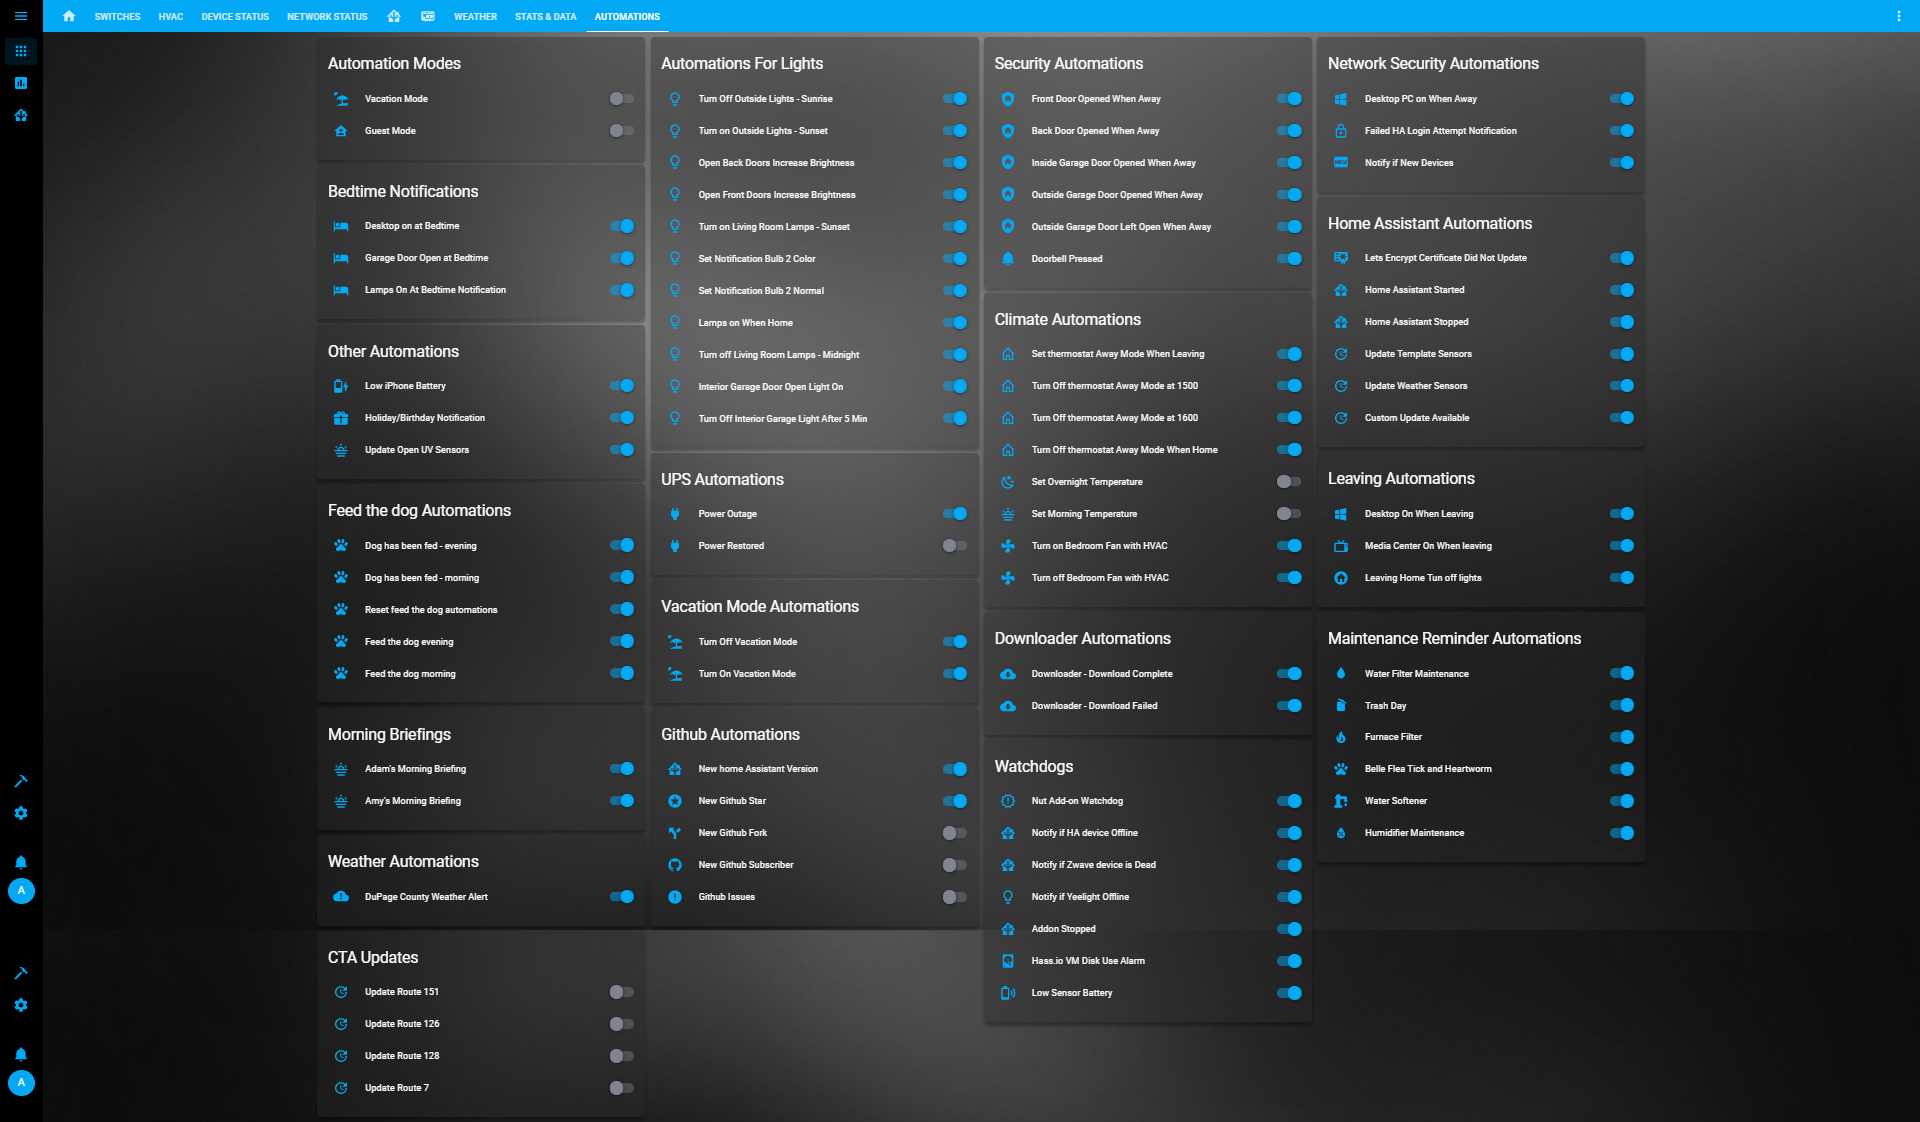 SWITCHES
HVAC
DEVICE STATUS
NETWORK STATUS
WEATHER
STATS & DATA
AUTOMATIONS
Automation Modes
Vacation Mode
Guest Mode
Bedtime Notifications
Desktop on at Bedtime
Garage Door Open at Bedtime
Lamps On At Bedtime Notification
Other Automations
Low iPhone Battery
Holiday/Birthday Notification
Update Open UV Sensors
Feed the dog Automations
Dog has been fed - evening
Dog has been fed - morning
Reset feed the dog automations
Feed the dog evening
Feed the dog morning
Morning Briefings
Adam's Morning Briefing
Amy's Morning Briefing
Weather Automations
DuPage County Weather Alert
CTA Updates
Update Route 151
Update Route 126
Update Route 128
Update Route 7
Automations For Lights
Turn Off Outside Lights - Sunrise
Turn on Outside Lights - Sunset
Open Back Doors Increase Brightness
Open Front Doors Increase Brightness
Turn on Living Room Lamps - Sunset
Set Notification Bulb 2 Color
Set Notification Bulb 2 Normal
Lamps on When Home
Turn off Living Room Lamps - Midnight
Interior Garage Door Open Light On
Turn Off Interior Garage Light After 5 Min
UPS Automations
Power Outage
Power Restored
Vacation Mode Automations
Turn Off Vacation Mode
Turn On Vacation Mode
Github Automations
New home Assistant Version
New Github Star
New Github Fork
New Github Subscriber
Github Issues
Security Automations
Front Door Opened When Away
Back Door Opened When Away
Inside Garage Door Opened When Away
Outside Garage Door Opened When Away
Outside Garage Door Left Open When Away
Doorbell Pressed
Climate Automations
Set thermostat Away Mode When Leaving
Turn Off thermostat Away Mode at 1500
Turn Off thermostat Away Mode at 1600
Turn Off thermostat Away Mode When Home
Set Overnight Temperature
Set Morning Temperature
Turn on Bedroom Fan with HVAC
Turn off Bedroom Fan with HVAC
Downloader Automations
Downloader - Download Complete
Downloader - Download Failed
Watchdogs
Nut Add-on Watchdog
Notify if HA device Offline
Notify if Zwave device is Dead
Notify if Yeelight Offline
Addon Stopped
Hass.io VM Disk Use Alarm
Low Sensor Battery
Network Security Automations
Desktop PC on When Away
Failed HA Login Attempt Notification
Notify if New Devices
Home Assistant Automations
Lets Encrypt Certificate Did Not Update
Home Assistant Started
Home Assistant Stopped
Update Template Sensors
Update Weather Sensors
Custom Update Available
Leaving Automations
Desktop On When Leaving
Media Center On When leaving
Leaving Home Tun off lights
Maintenance Reminder Automations
Water Filter Maintenance
Trash Day
Furnace Filter
Belle Flea Tick and Heartworm
Water Softener
Humidifier Maintenance
A
A